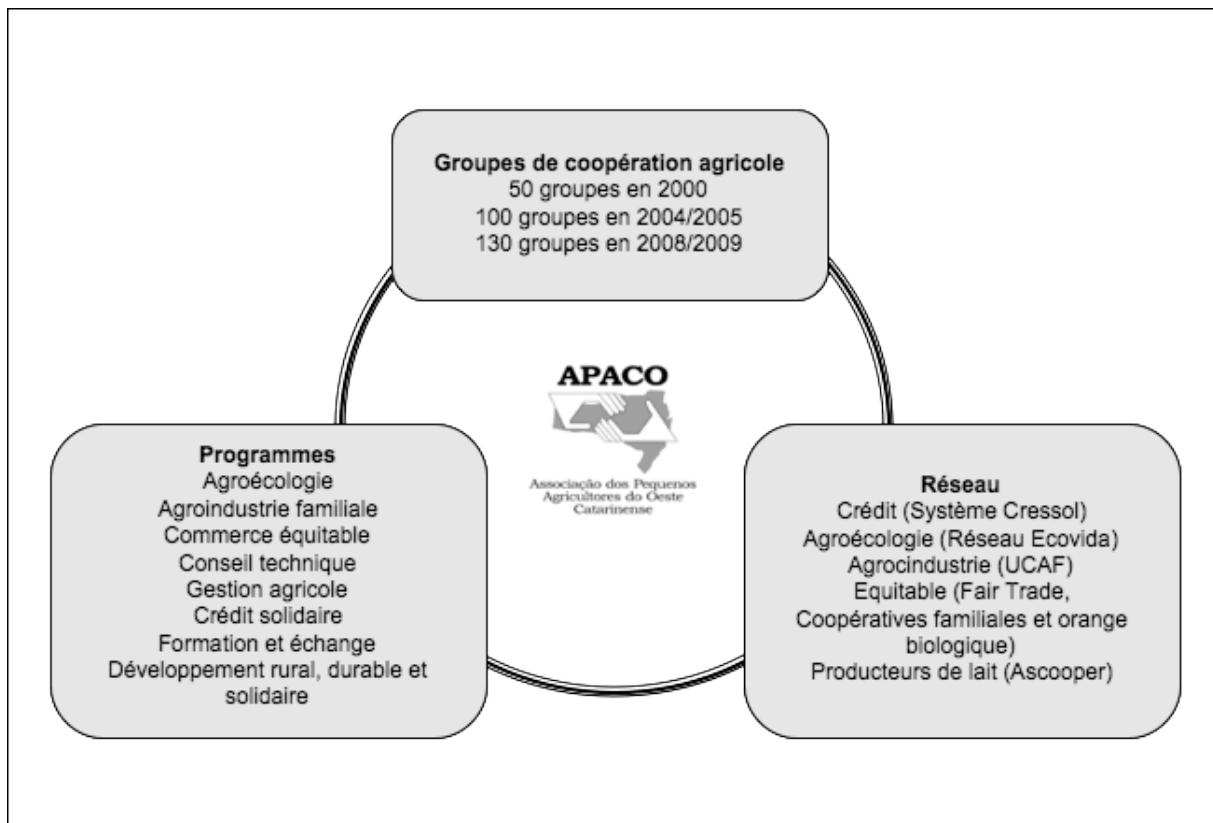 Groupes de coopération agricole
50 groupes en 2000
100 groupes en 2004/2005
130 groupes en 2008/2009
APACO
Associação dos Pequenos
Agricultores do Oeste
Catarinense
Programmes
Agroécologie
Agroindustrie familiale
Commerce équitable
Conseil technique
Gestion agricole
Crédit solidaire
Formation et échange
Développement rural, durable et
solidaire
Réseau
Crédit (Système Cressol)
Agroécologie (Réseau Ecovida)
Agrocindustrie (UCAF)
Equitable (Fair Trade,
Coopératives familiales et orange
biologique)
Producteurs de lait (Ascooper)